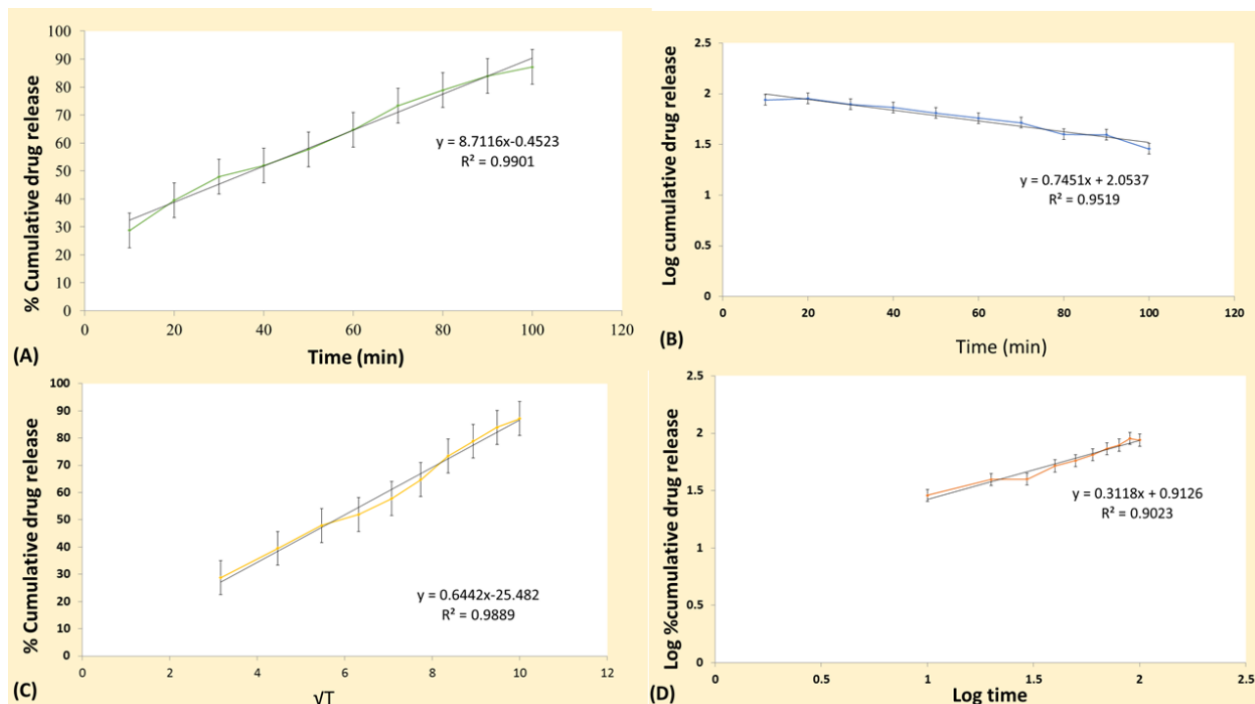 100
90
80
70
60
50
40
30
20
10
0
% Cumulative drug release
y = 8.7116x-0.4523
R² = 0.9901
0 20 40 60 80 100 120
Time (min)
(A)
2.5
2
1.5
1
0.5
0
Log cumulative drug release
y = 0.7451x + 2.0537
R² = 0.9519
0 20 40 60 80 100 120
Time (min)
(B)
100
90
80
70
60
50
40
30
20
10
0
% Cumulative drug release
y = 0.6442x-25.482
R² = 0.9889
0 2 4 6 8 10 12
√T
(C)
2.5
2
1.5
1
0.5
0
Log %cumulative drug release
y = 0.3118x + 0.9126
R² = 0.9023
0 0.5 1 1.5 2 2.5
Log time
(D)